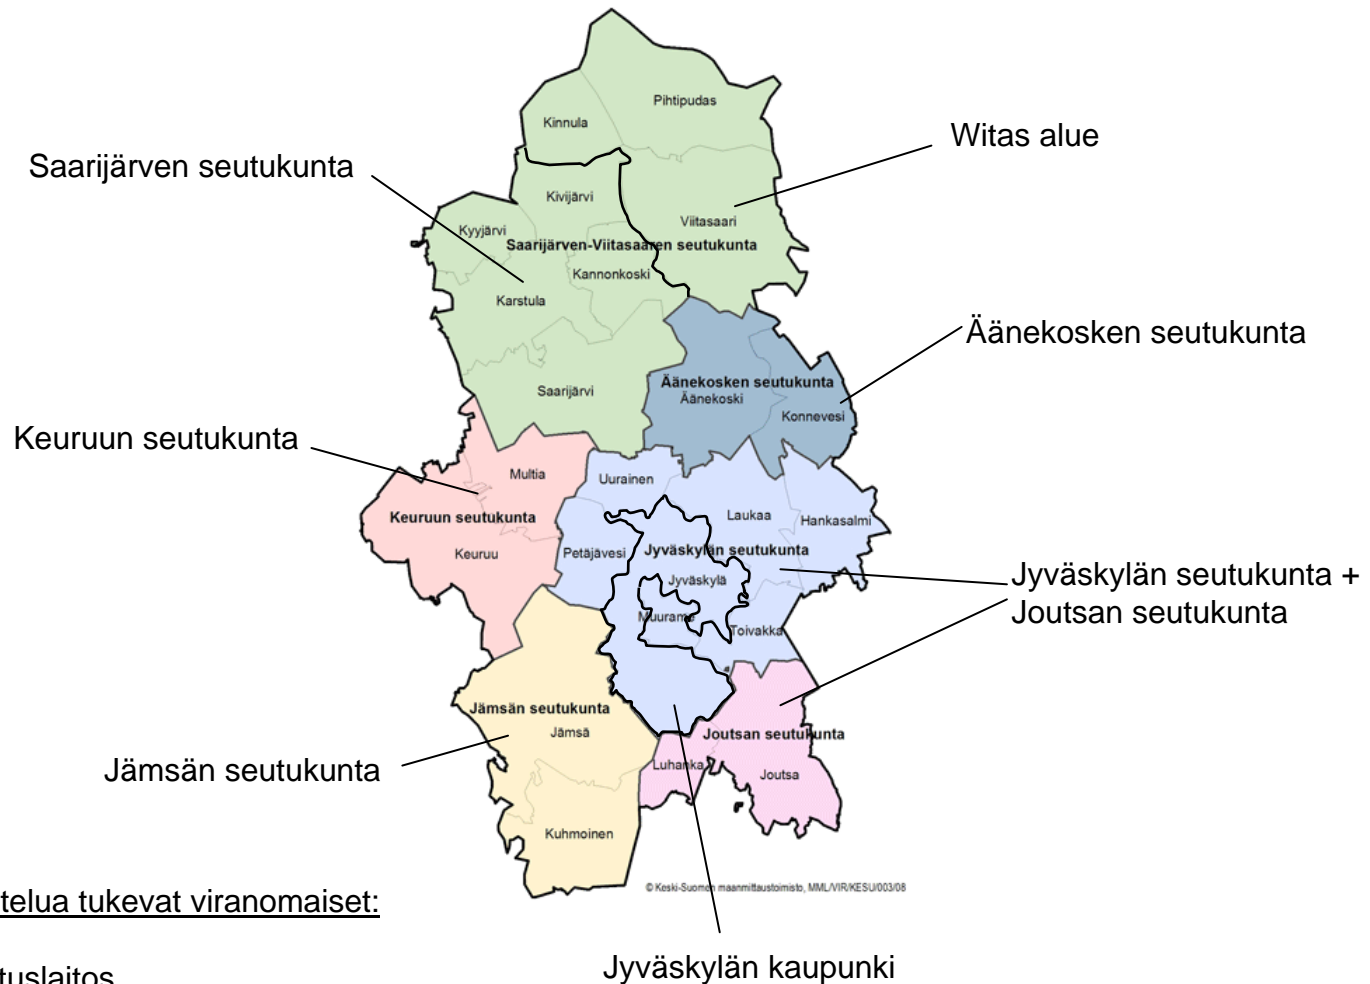 Pihtipudas
Kinnula
Witas alue
Saarijärven seutukunta
Kivijärvi
Viitasaari
Kyyjärvi
Saarijärven-Viitasaaren seutukunta
Kannonkoski
Karstula
Äänekosken seutukunta
Äänekosken seutukunta
Saarijärvi
Äänekoski
Konnevesi
Keuruun seutukunta
Multia
Uurainen
Laukaa
Hankasalmi
Keuruun seutukunta
Jyväskylän seutukunta
Keuruu
Petäjävesi
Jyväskylä
Jyväskylän seutukunta +
Joutsan seutukunta
Muurame
Toivakka
Jämsän seutukunta
Jämsä
Joutsan seutukunta
Luhanka
Joutsa
Jämsän seutukunta
Kuhmoinen
© Keski-Suomen maanmittaustoimisto, MML/VIR/KESU/003/08
telua tukevat viranomaiset:
Jyväskylän kaupunki
tuslaitos